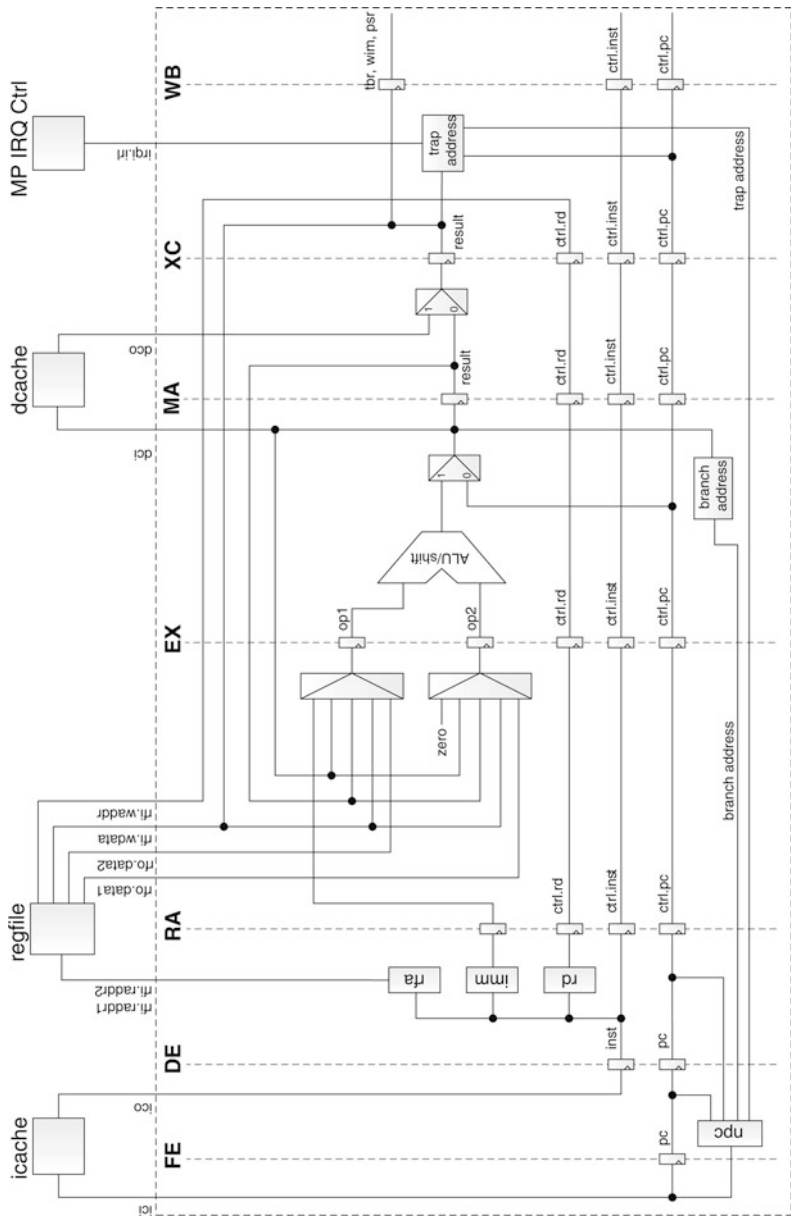 icache
regfile
dcache
MP IRQ Ctrl
ici
ico
rfi.raddr1
rfi.raddr2
rfo.data1
rfo.data2
rfi.wdata
rfi.waddr
dci
dco
irqi.irl
FE
DE
RA
EX
MA
XC
WB
op1
tbr, wim, psr
rfa
ALU/shift
1
0
1
0
trap address
zero
op2
result
result
imm
rd
ctrl.rd
ctrl.rd
ctrl.rd
ctrl.rd
inst
ctrl.inst
ctrl.inst
ctrl.inst
ctrl.inst
ctrl.inst
pc
pc
ctrl.pc
ctrl.pc
ctrl.pc
ctrl.pc
ctrl.pc
branch address
npc
branch address
trap address